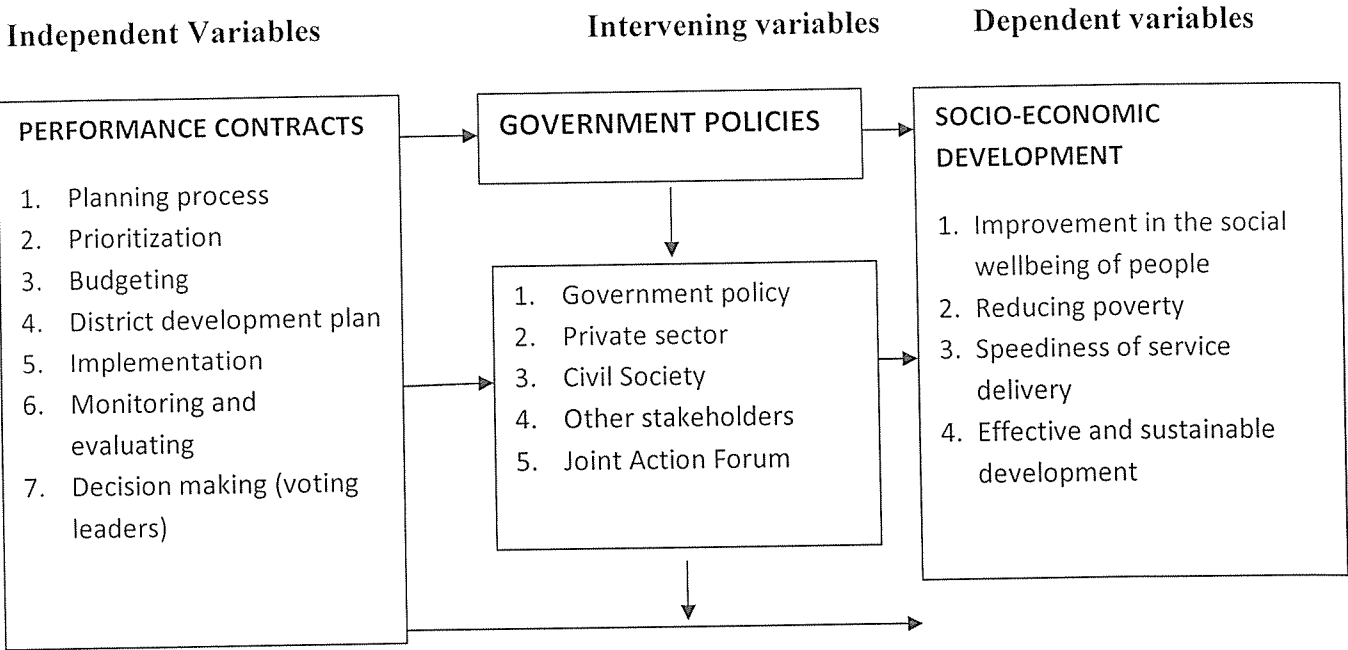 Independent Variables
Intervening variables
Dependent variables
PERFORMANCE CONTRACTS
1. Planning process
2. Prioritization
3. Budgeting
4. District development plan
5. Implementation
6. Monitoring and
evaluating
7. Decision making (voting
leaders)
GOVERNMENT POLICIES
1. Government policy
2. Private sector
3. Civil Society
4. Other stakeholders
5. Joint Action Forum
SOCIO-ECONOMIC
DEVELOPMENT
1. Improvement in the social
wellbeing of people
2. Reducing poverty
3. Speediness of service
delivery
4. Effective and sustainable
development